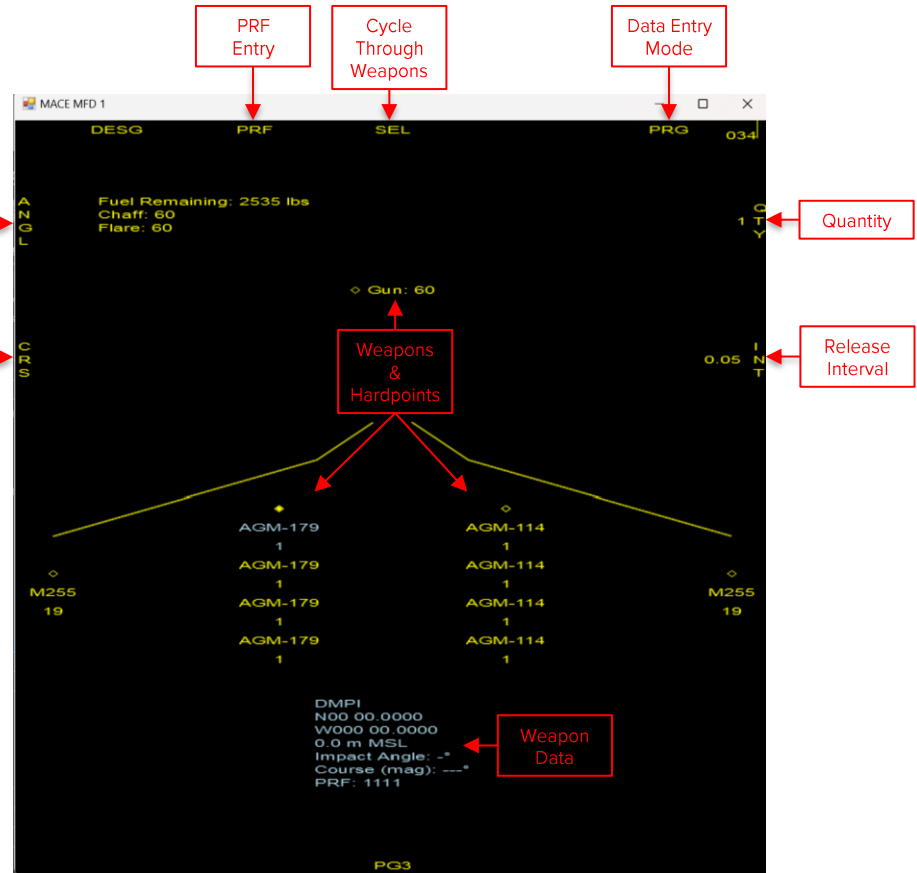 PRF
Entry
Cycle
Through
Weapons
Data Entry
Mode
MACE MFD 1
DESG
PRF
SEL
PRG
034
ANGL
Fuel Remaining: 2535 lbs
Chaff: 60
Flare: 60
1
QTY
Quantity
Gun: 60
CRS
Weapons
&
Hardpoints
0.05
INT
Release
Interval
AGM-179
1
AGM-179
1
AGM-179
1
AGM-179
1
AGM-114
1
AGM-114
1
AGM-114
1
AGM-114
1
M255
19
M255
19
DMPI
N00 00.0000
W000 00.0000
0.0 m MSL
Impact Angle: -°
Course (mag): ---°
PRF: 1111
Weapon
Data
PG3